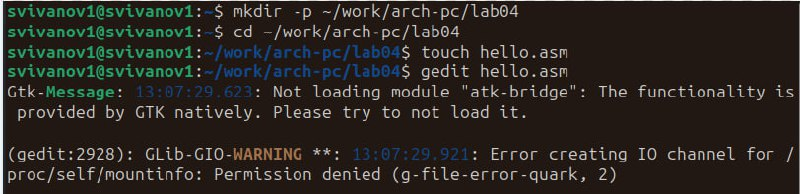 svivanov1@svivanov1:~$ mkdir -p ~/work/arch-pc/lab04
svivanov1@svivanov1:~$ cd ~/work/arch-pc/lab04
svivanov1@svivanov1:~/work/arch-pc/lab04$ touch hello.asm
svivanov1@svivanov1:~/work/arch-pc/lab04$ gedit hello.asm
Gtk-Message: 13:07:29.623: Not loading module "atk-bridge": The functionality is
provided by GTK natively. Please try to not load it.
(gedit:2928): GLib-GIO-WARNING **: 13:07:29.921: Error creating IO channel for /
proc/self/mountinfo: Permission denied (g-file-error-quark, 2)